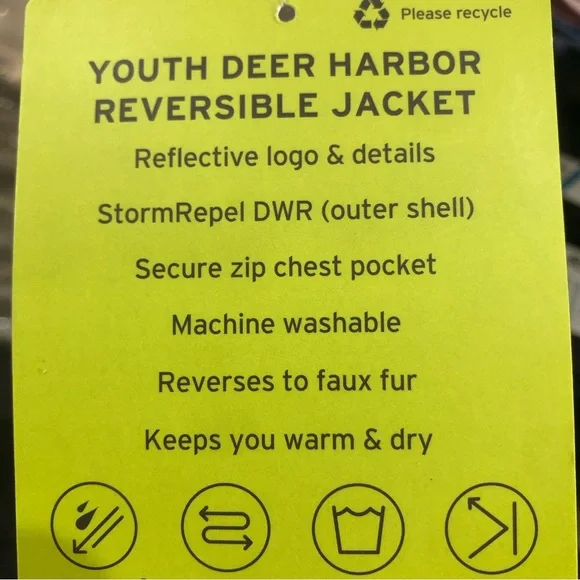 Please recycle
YOUTH DEER HARBOR
REVERSIBLE JACKET
Reflective logo & details
StormRepel DWR (outer shell)
Secure zip chest pocket
Machine washable
Reverses to faux fur
Keeps you warm & dry